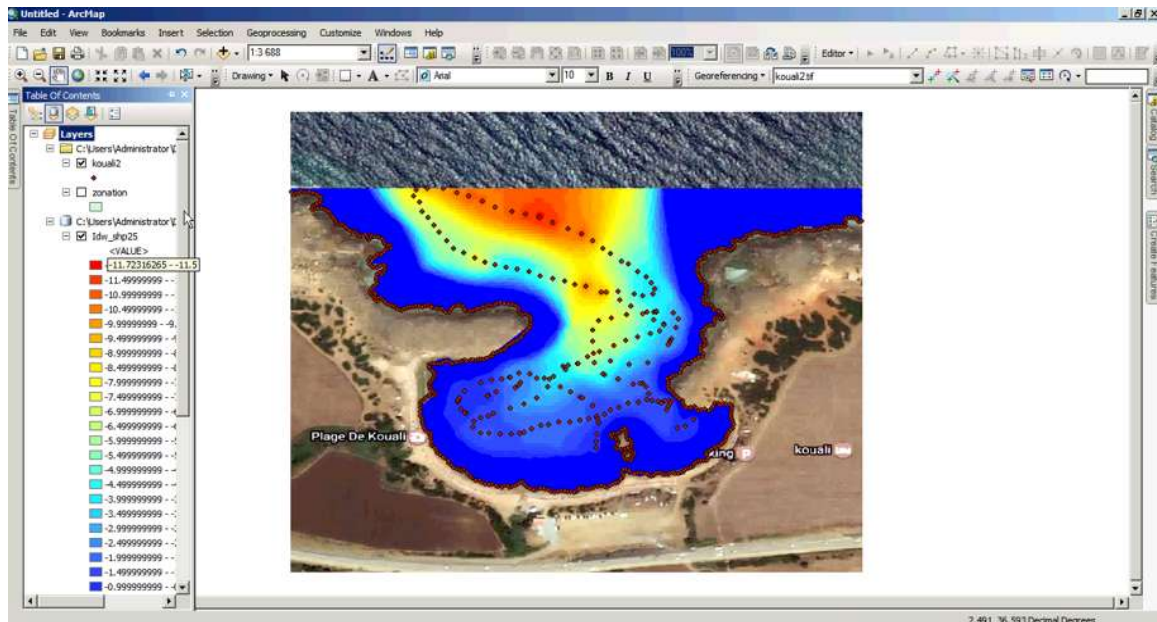 Untitled - ArcMap
File Edit View Bookmarks Insert Selection Geoprocessing Customize Windows Help
1:3 688
100%
Editor
Drawing
Arial
10
B I U
Georeferencing
kouali2.tif
Table Of Contents
Table Of Contents
Layers
C:\Users\Administrator\
kouali2
zonation
C:\Users\Administrator\
Idw_shp25
<VALUE>
-11.72316265 - -11.5
-11.49999999 - -
-10.99999999 - -
-10.49999999 - -
-9.99999999 - -9.
-9.499999999 - -
-8.999999999 - -
-8.499999999 - -
-7.999999999 - -
-7.499999999 - -
-6.999999999 - -
-6.499999999 - -
-5.999999999 - -
-5.499999999 - -
-4.999999999 - -
-4.499999999 - -
-3.999999999 - -
-3.499999999 - -
-2.999999999 - -
-2.499999999 - -
-1.999999999 - -
-1.499999999 - -
-0.999999999 - -
Plage De Kouali
king P
kouali
Catalog
Search
Create Features
2,491 36,593 Decimal Degrees